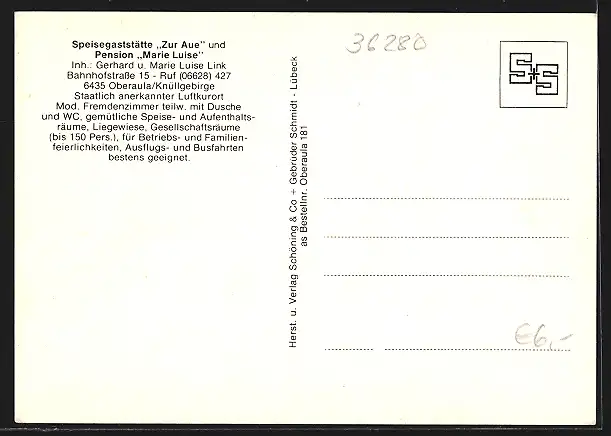 Speisegaststätte „Zur Aue" und
Pension „Marie Luise"
Inh.: Gerhard u. Marie Luise Link
Bahnhofstraße 15 - Ruf (06628) 427
6435 Oberaula/Knüllgebirge
Staatlich anerkannter Luftkurort
Mod. Fremdenzimmer teilw. mit Dusche
und WC, gemütliche Speise- und Aufenthalts-
räume, Liegewiese, Gesellschaftsräume
(bis 150 Pers.), für Betriebs- und Familien-
feierlichkeiten, Ausflugs- und Busfahrten
bestens geeignet.
Herst. u. Verlag Schöning & Co + Gebrüder Schmidt - Lübeck
as Bestellnr. Oberaula 181
36280
S+S
€6,-